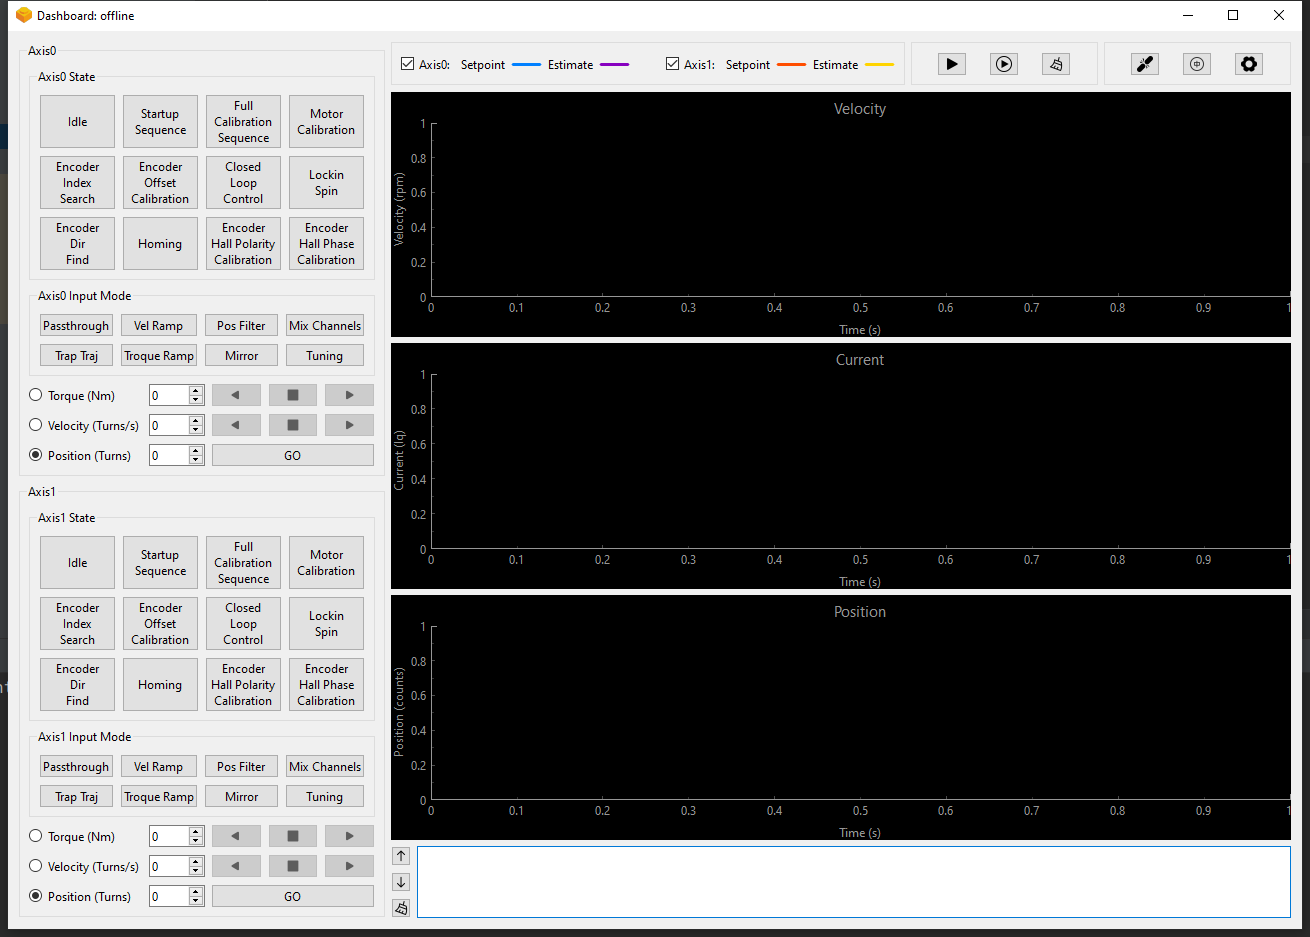 Dashboard: offline
Axis0
Axis0 State
Idle
Startup
Sequence
Full
Calibration
Sequence
Motor
Calibration
Encoder
Index
Search
Encoder
Offset
Calibration
Closed
Loop
Control
Lockin
Spin
Encoder
Dir
Find
Homing
Encoder
Hall Polarity
Calibration
Encoder
Hall Phase
Calibration
Axis0 Input Mode
Passthrough
Vel Ramp
Pos Filter
Mix Channels
Trap Traj
Troque Ramp
Mirror
Tuning
Torque (Nm)
0
Velocity (Turns/s)
0
Position (Turns)
0
GO
Axis1
Axis1 State
Idle
Startup
Sequence
Full
Calibration
Sequence
Motor
Calibration
Encoder
Index
Search
Encoder
Offset
Calibration
Closed
Loop
Control
Lockin
Spin
Encoder
Dir
Find
Homing
Encoder
Hall Polarity
Calibration
Encoder
Hall Phase
Calibration
Axis1 Input Mode
Passthrough
Vel Ramp
Pos Filter
Mix Channels
Trap Traj
Troque Ramp
Mirror
Tuning
Torque (Nm)
0
Velocity (Turns/s)
0
Position (Turns)
0
GO
Axis0: Setpoint Estimate
Axis1: Setpoint Estimate
Velocity
Velocity (rpm)
1
0.8
0.6
0.4
0.2
0
0 0.1 0.2 0.3 0.4 0.5 0.6 0.7 0.8 0.9 1
Time (s)
Current
Current (Iq)
1
0.8
0.6
0.4
0.2
0
0 0.1 0.2 0.3 0.4 0.5 0.6 0.7 0.8 0.9 1
Time (s)
Position
Position (counts)
1
0.8
0.6
0.4
0.2
0
0 0.1 0.2 0.3 0.4 0.5 0.6 0.7 0.8 0.9 1
Time (s)